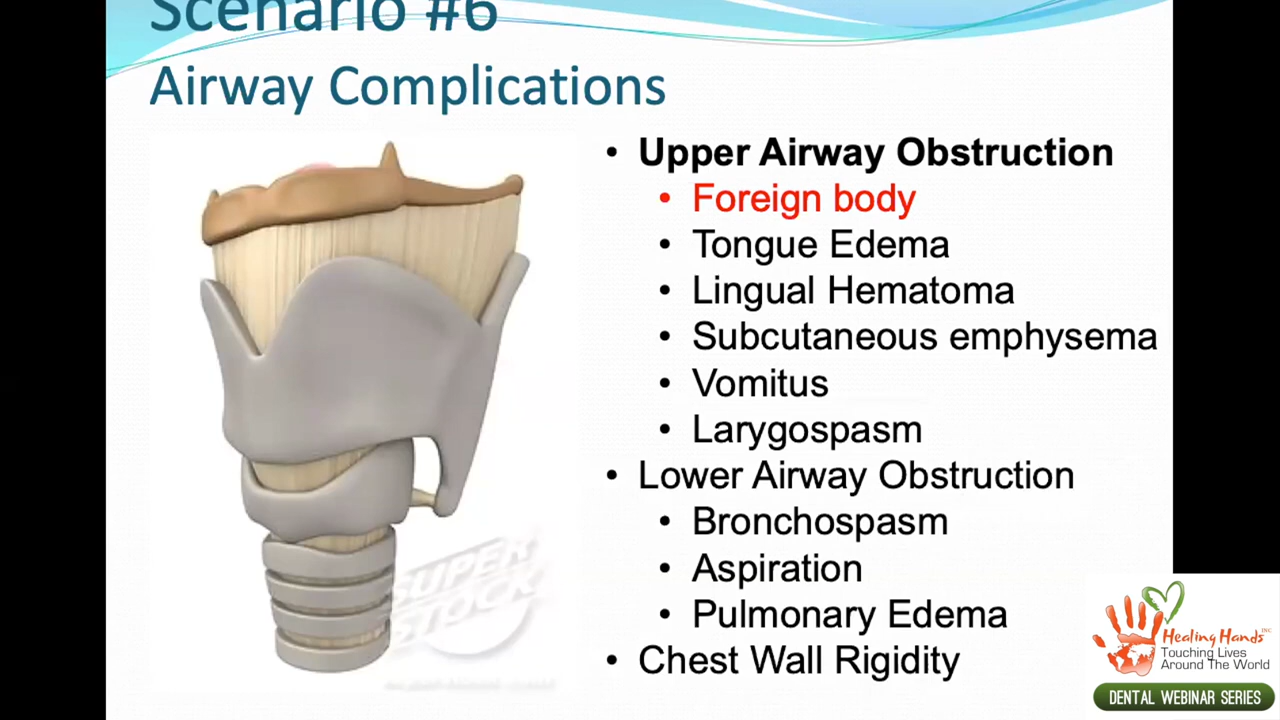 Scenario #6
Airway Complications
• Upper Airway Obstruction
• Foreign body
• Tongue Edema
• Lingual Hematoma
• Subcutaneous emphysema
• Vomitus
• Larygospasm
• Lower Airway Obstruction
• Bronchospasm
• Aspiration
• Pulmonary Edema
• Chest Wall Rigidity
SUPER
STOCK
Healing Hands INC
Touching Lives
Around The World
DENTAL WEBINAR SERIES